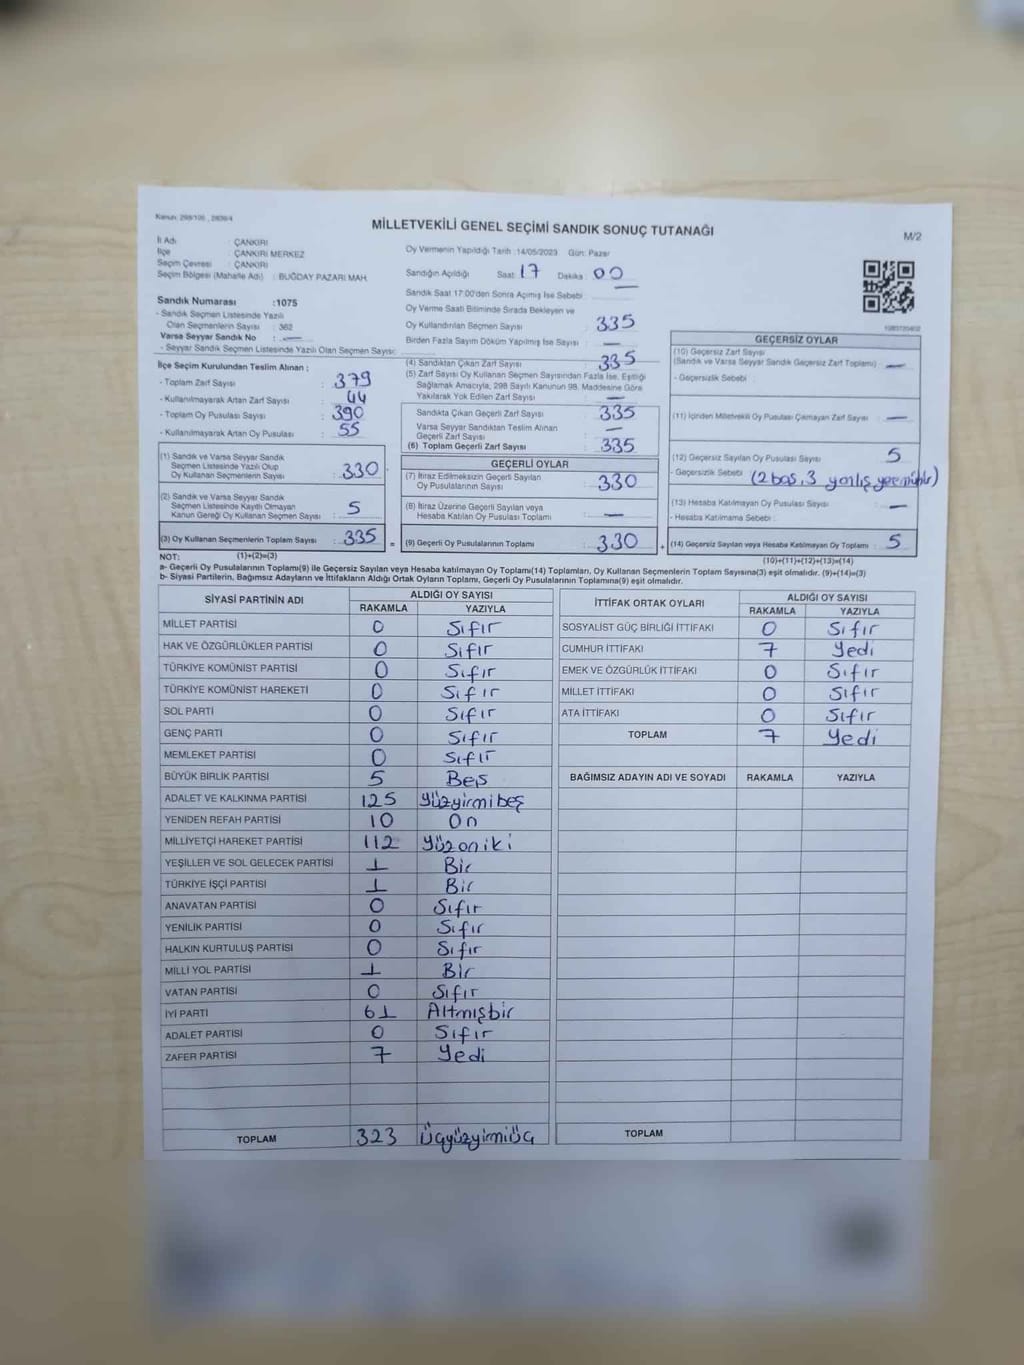 Kanun: 298/105 , 2839/4
MİLLETVEKİLİ GENEL SEÇİMİ SANDIK SONUÇ TUTANAĞI
M/2
İl Adı : ÇANKIRI
İlçe : ÇANKIRI MERKEZ
Seçim Çevresi : ÇANKIRI
Seçim Bölgesi (Mahalle Adı) : BUĞDAY PAZARI MAH.
Oy Vermenin Yapıldığı Tarih :14/05/2023 Gün: Pazar
Sandığın Açıldığı Saat: 17 Dakika: 00
Sandık Saat 17:00'den Sonra Açılmış İse Sebebi : —
Sandık Numarası :1075
- Sandık Seçmen Listesinde Yazılı
Olan Seçmenlerin Sayısı : 362
Varsa Seyyar Sandık No : —
- Seyyar Sandık Seçmen Listesinde Yazılı Olan Seçmen Sayısı:
Oy Verme Saati Bitiminde Sırada Bekleyen ve
Oy Kullandırılan Seçmen Sayısı : 335
Birden Fazla Sayım Döküm Yapılmış İse Sayısı : —
İlçe Seçim Kurulundan Teslim Alınan :
- Toplam Zarf Sayısı : 379
- Kullanılmayarak Artan Zarf Sayısı : 44
- Toplam Oy Pusulası Sayısı : 390
- Kullanılmayarak Artan Oy Pusulası : 55
(1) Sandık ve Varsa Seyyar Sandık
Seçmen Listesinde Yazılı Olup
Oy Kullanan Seçmen Sayısı : 330
(2) Sandık ve Varsa Seyyar Sandık
Seçmen Listesinde Kayıtlı Olmayan
Kanun Gereği Oy Kullanan Seçmen Sayısı : 5
(3) Oy Kullanan Seçmenlerin Toplam Sayısı : 335 =
(1)+(2)=(3)
(4) Sandıktan Çıkan Zarf Sayısı : 335
(5) Zarf Sayısı Oy Kullanan Seçmen Sayısından Fazla İse, Eşitliği
Sağlamak Amacıyla, 298 Sayılı Kanunun 98. Maddesine Göre
Yakılarak Yok Edilen Zarf Sayısı : —
Sandıkta Çıkan Geçerli Zarf Sayısı : 335
Varsa Seyyar Sandıktan Teslim Alınan
Geçerli Zarf Sayısı : —
(6) Toplam Geçerli Zarf Sayısı : 335
GEÇERLİ OYLAR
(7) İtiraz Edilmeksizin Geçerli Sayılan
Oy Pusulalarının Sayısı : 330
(8) İtiraz Üzerine Geçerli Sayılan veya
Hesaba Katılan Oy Pusulası Toplamı : —
(9) Geçerli Oy Pusulalarının Toplamı : 330 +
GEÇERSİZ OYLAR
(10) Geçersiz Zarf Sayısı
(Sandık ve Varsa Seyyar Sandık Geçersiz Zarf Toplamı) : —
- Geçersizlik Sebebi :
(11) İçinden Milletvekili Oy Pusulası Çıkmayan Zarf Sayısı : —
(12) Geçersiz Sayılan Oy Pusulası Sayısı : 5
- Geçersizlik Sebebi : (2 boş, 3 yanlış
(13) Hesaba Katılmayan Oy Pusulası Sayısı : —
- Hesaba Katılmama Sebebi :
(14) Geçersiz Sayılan veya Hesaba Katılmayan Oy Toplamı : 5
(10)+(11)+(12)+(13)=(14)
NOT:
a- Geçerli Oy Pusulalarının Toplamı(9) ile Geçersiz Sayılan veya Hesaba katılmayan Oy Toplamı(14) Toplamları, Oy Kullanan Seçmenlerin Toplam Sayısına(3) eşit olmalıdır. (9)+(14)=(3)
b- Siyasi Partilerin, Bağımsız Adayların ve İttifakların Aldığı Ortak Oyların Toplamı, Geçerli Oy Pusulalarının Toplamına(9) eşit olmalıdır.
SİYASİ PARTİNİN ADI ALDIĞI OY SAYISI
RAKAMLA YAZIYLA
MİLLET PARTİSİ 0 Sıfır
HAK VE ÖZGÜRLÜKLER PARTİSİ 0 Sıfır
TÜRKİYE KOMÜNİST PARTİSİ 0 Sıfır
TÜRKİYE KOMÜNİST HAREKETİ 0 Sıfır
SOL PARTİ 0 Sıfır
GENÇ PARTİ 0 Sıfır
MEMLEKET PARTİSİ 0 Sıfır
BÜYÜK BİRLİK PARTİSİ 5 Beş
ADALET VE KALKINMA PARTİSİ 125 Yüzyirmibeş
YENİDEN REFAH PARTİSİ 10 On
MİLLİYETÇİ HAREKET PARTİSİ 112 Yüzoniki
YEŞİLLER VE SOL GELECEK PARTİSİ 1 Bir
TÜRKİYE İŞÇİ PARTİSİ 1 Bir
ANAVATAN PARTİSİ 0 Sıfır
YENİLİK PARTİSİ 0 Sıfır
HALKIN KURTULUŞ PARTİSİ 0 Sıfır
MİLLİ YOL PARTİSİ 1 Bir
VATAN PARTİSİ 0 Sıfır
İYİ PARTİ 61 Altmışbir
ADALET PARTİSİ 0 Sıfır
ZAFER PARTİSİ 7 Yedi
TOPLAM 323 Üçyüzyirmiüç
İTTİFAK ORTAK OYLARI ALDIĞI OY SAYISI
RAKAMLA YAZIYLA
SOSYALİST GÜÇ BİRLİĞİ İTTİFAKI 0 Sıfır
CUMHUR İTTİFAKI 7 Yedi
EMEK VE ÖZGÜRLÜK İTTİFAKI 0 Sıfır
MİLLET İTTİFAKI 0 Sıfır
ATA İTTİFAKI 0 Sıfır
TOPLAM 7 Yedi
BAĞIMSIZ ADAYIN ADI VE SOYADI RAKAMLA YAZIYLA
TOPLAM